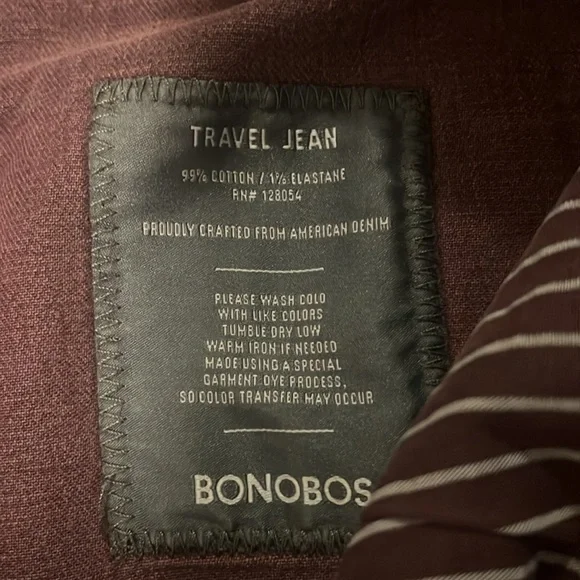 TRAVEL JEAN
99% COTTON / 1% ELASTANE
RN# 128054
PROUDLY CRAFTED FROM AMERICAN DENIM
PLEASE WASH COLD
WITH LIKE COLORS
TUMBLE DRY LOW
WARM IRON IF NEEDED
MADE USING A SPECIAL
GARMENT DYE PROCESS,
SO COLOR TRANSFER MAY OCCUR
BONOBOS